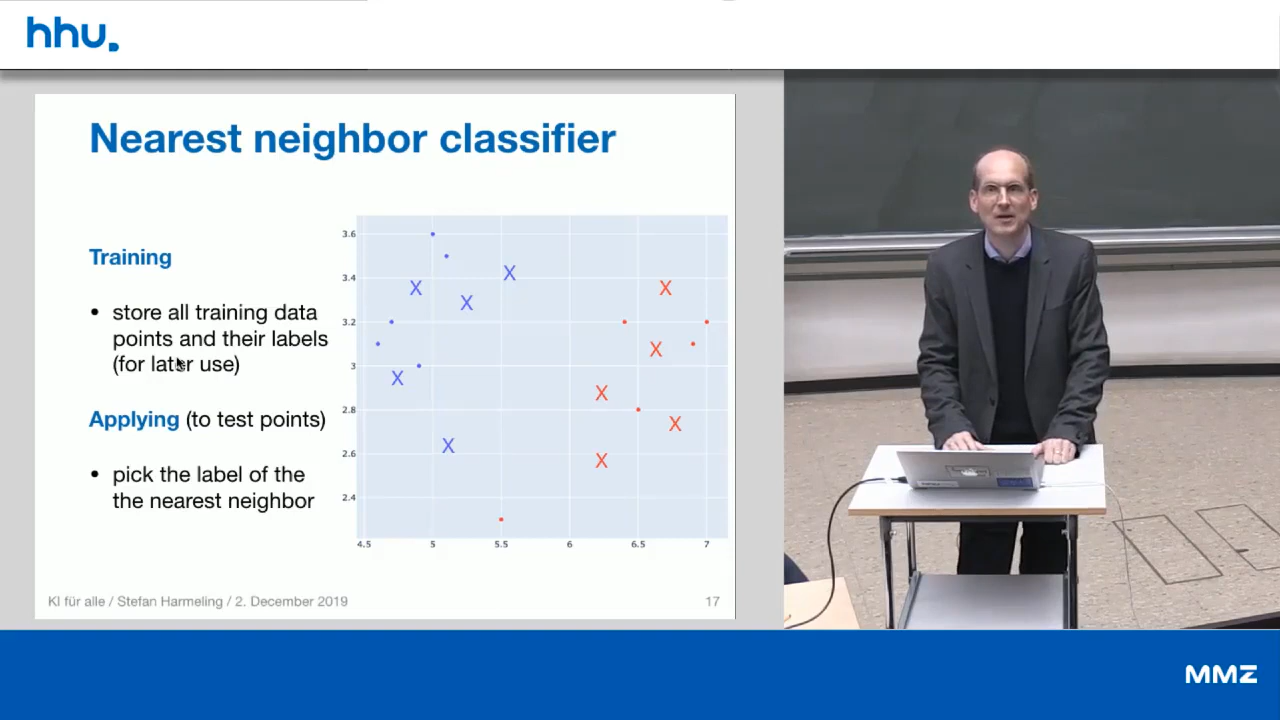 hhu.
Nearest neighbor classifier
Training
• store all training data
points and their labels
(for later use)
Applying (to test points)
• pick the label of the
the nearest neighbor
3.6
3.4
3.2
3
2.8
2.6
2.4
4.5 5 5.5 6 6.5 7
X X X X X
X X X X X
KI für alle / Stefan Harmeling / 2. December 2019
17
MMZ